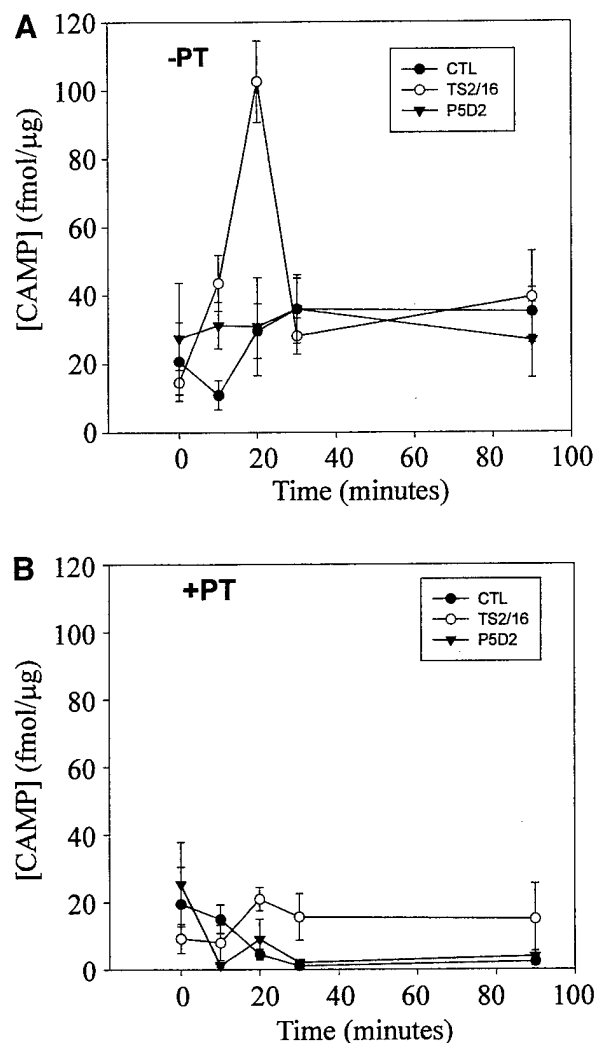 A
-PT
CTL
TS2/16
P5D2
120
100
80
60
40
20
0
[CAMP] (fmol/µg)
0 20 40 60 80 100
Time (minutes)
B
+PT
CTL
TS2/16
P5D2
120
100
80
60
40
20
0
[CAMP] (fmol/µg)
0 20 40 60 80 100
Time (minutes)